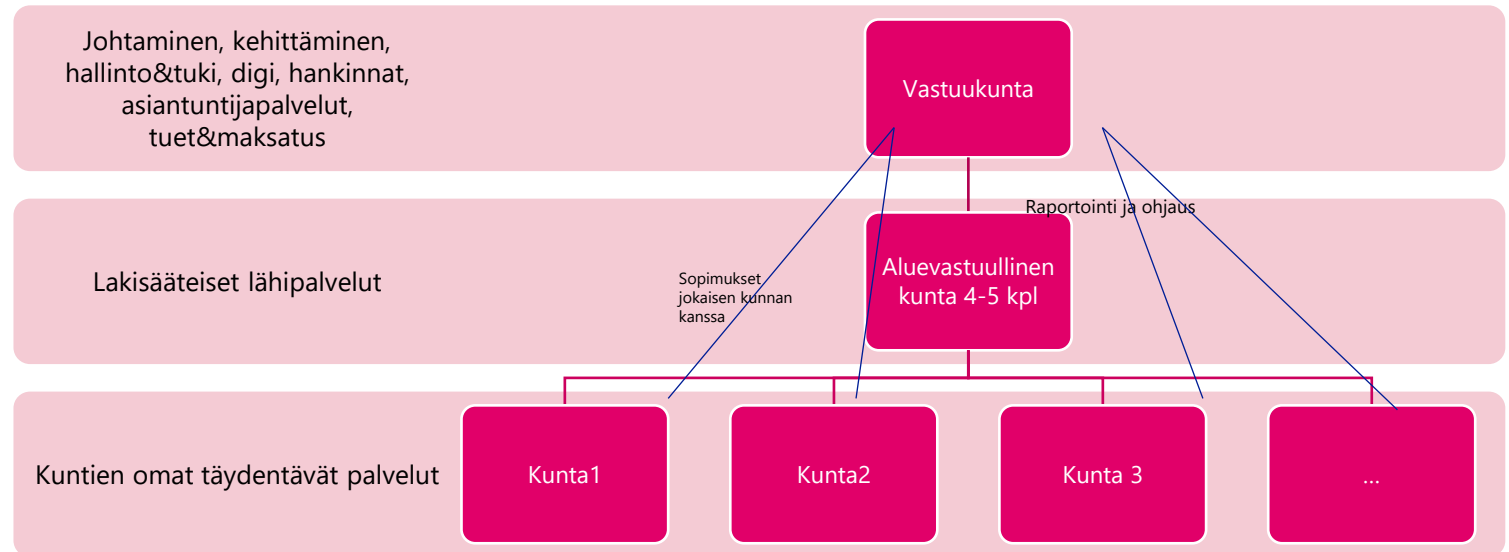 Johtaminen, kehittäminen,
hallinto&tuki, digi, hankinnat,
asiantuntijapalvelut,
tuet&maksatus
Vastuukunta
Raportointi ja ohjaus
Lakisääteiset lähipalvelut
Sopimukset
jokaisen kunnan
kanssa
Aluevastuullinen
kunta 4-5 kpl
Kuntien omat täydentävät palvelut
Kunta1
Kunta2
Kunta 3
...